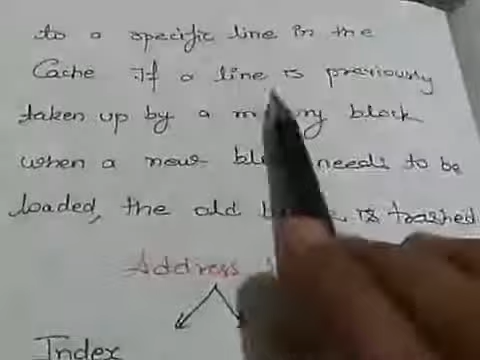 to a specific line in the
Cache. If a line is previously
taken up by a memory block
when a new block needs to be
loaded, the old block is trashed
Address
Index